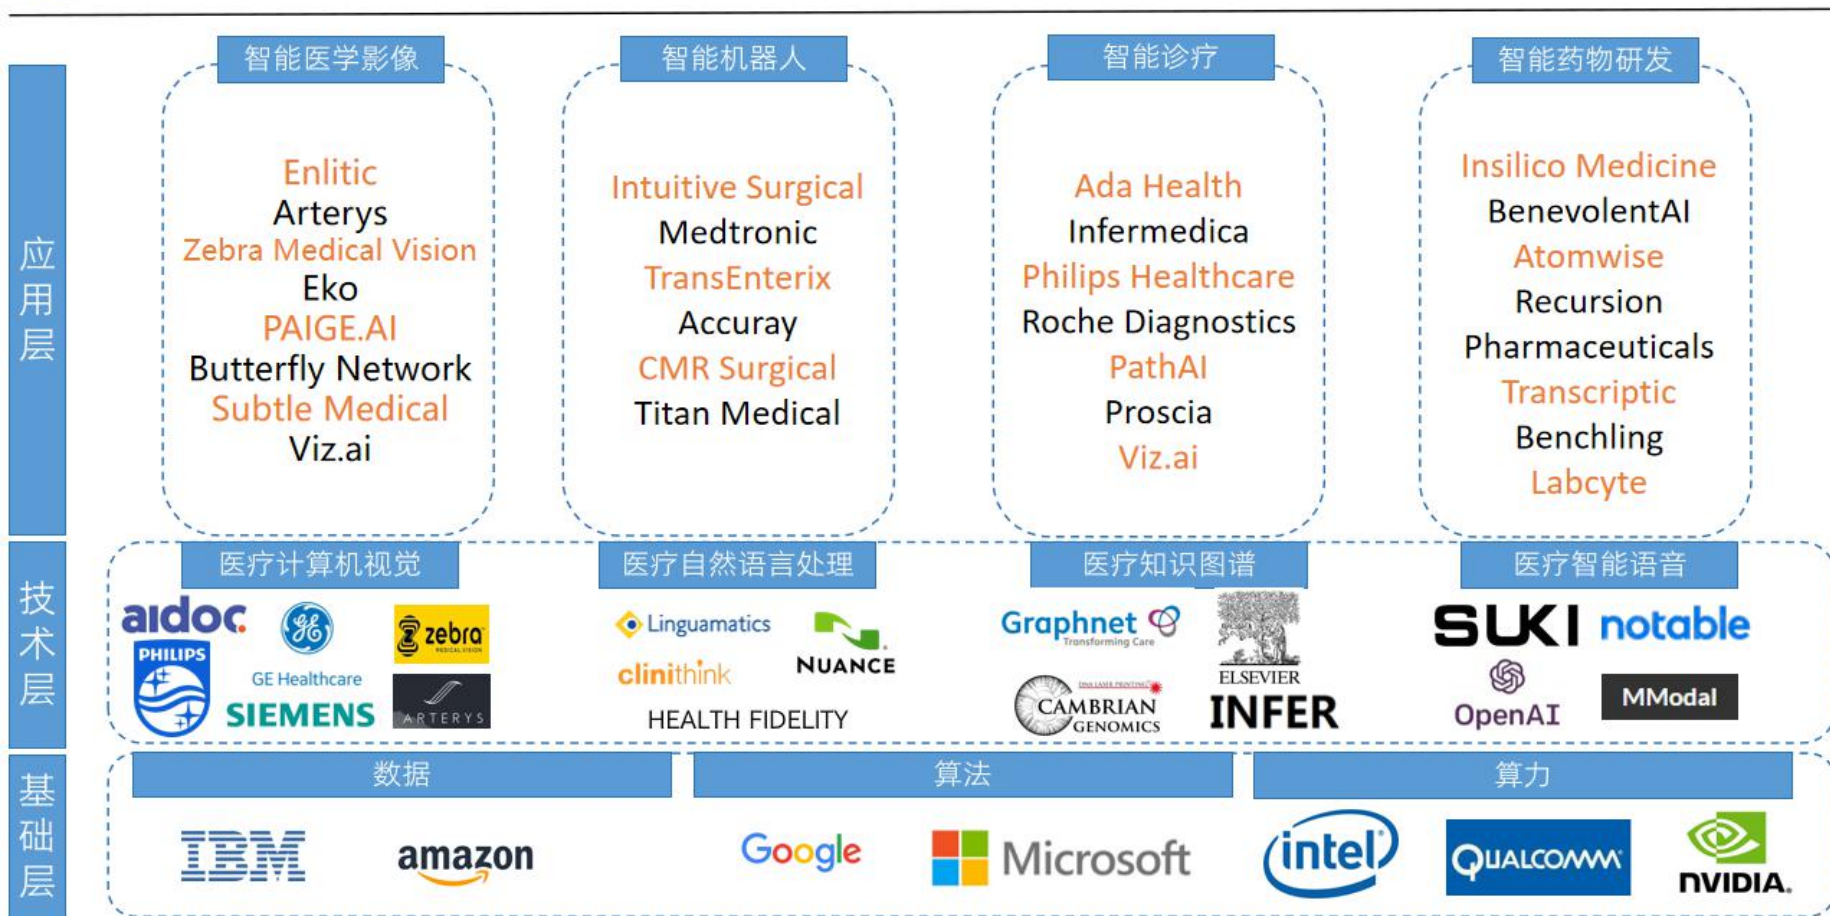 智能医学影像
智能机器人
智能诊疗
智能药物研发
应用层
Enlitic
Arterys
Zebra Medical Vision
Eko
PAIGE.AI
Butterfly Network
Subtle Medical
Viz.ai
Intuitive Surgical
Medtronic
TransEnterix
Accuray
CMR Surgical
Titan Medical
Ada Health
Infermedica
Philips Healthcare
Roche Diagnostics
PathAI
Proscia
Viz.ai
Insilico Medicine
BenevolentAI
Atomwise
Recursion
Pharmaceuticals
Transcriptic
Benchling
Labcyte
技术层
医疗计算机视觉
aidoc.
GE
zebra
MEDICAL VISION
PHILIPS
GE Healthcare
SIEMENS
ARTERYS
医疗自然语言处理
Linguamatics
NUANCE
clinithink
HEALTH FIDELITY
医疗知识图谱
Graphnet
Transforming Care
ELSEVIER
DNA LASER PRINTING
CAMBRIAN
GENOMICS
INFER
医疗智能语音
SUKI
notable
OpenAI
MModal
基础层
数据
算法
算力
IBM
amazon
Google
Microsoft
intel
QUALCOMM
NVIDIA.